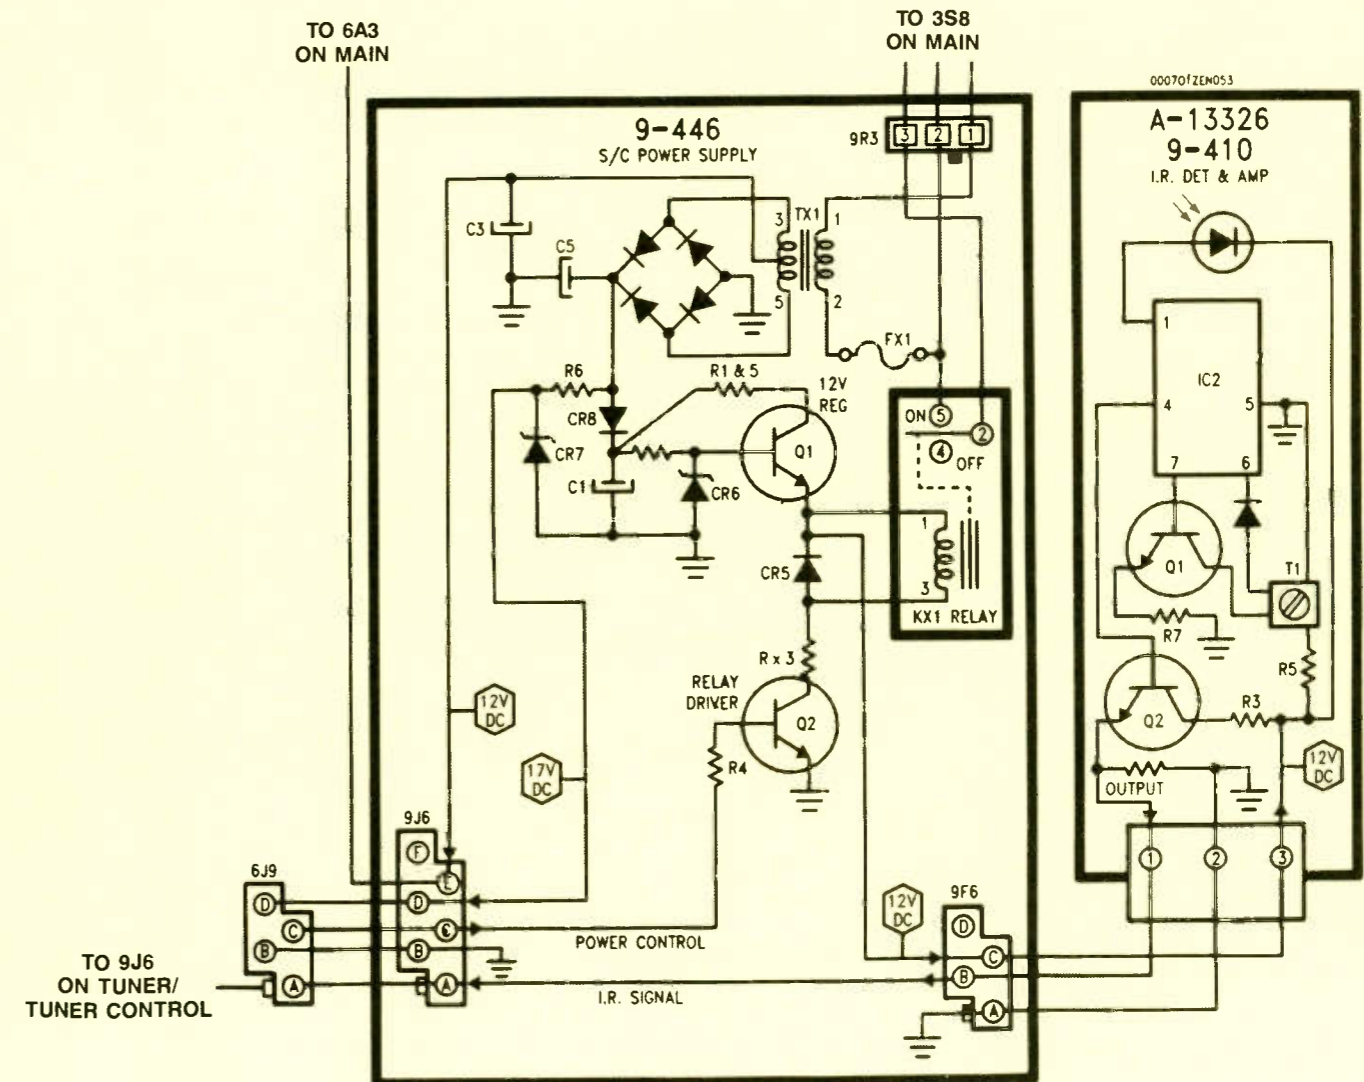 TO 6A3
ON MAIN
TO 3S8
ON MAIN
00070fZEN053
9-446
S/C POWER SUPPLY
9R3
3
2
1
A-13326
9-410
I.R. DET & AMP
C3
C5
3
TX1
1
5
2
FX1
R6
R1 & 5
12V
REG
CR8
CR7
C1
CR6
Q1
ON
5
2
4
OFF
1
3
KX1 RELAY
CR5
Rx3
RELAY
DRIVER
Q2
R4
12V
DC
17V
DC
1
IC2
4
5
7
6
Q1
T1
R7
R5
Q2
R3
12V
DC
OUTPUT
1
2
3
9J6
F
E
D
C
B
A
6J9
D
C
B
A
POWER CONTROL
I.R. SIGNAL
12V
DC
9F6
D
C
B
A
TO 9J6
ON TUNER/
TUNER CONTROL